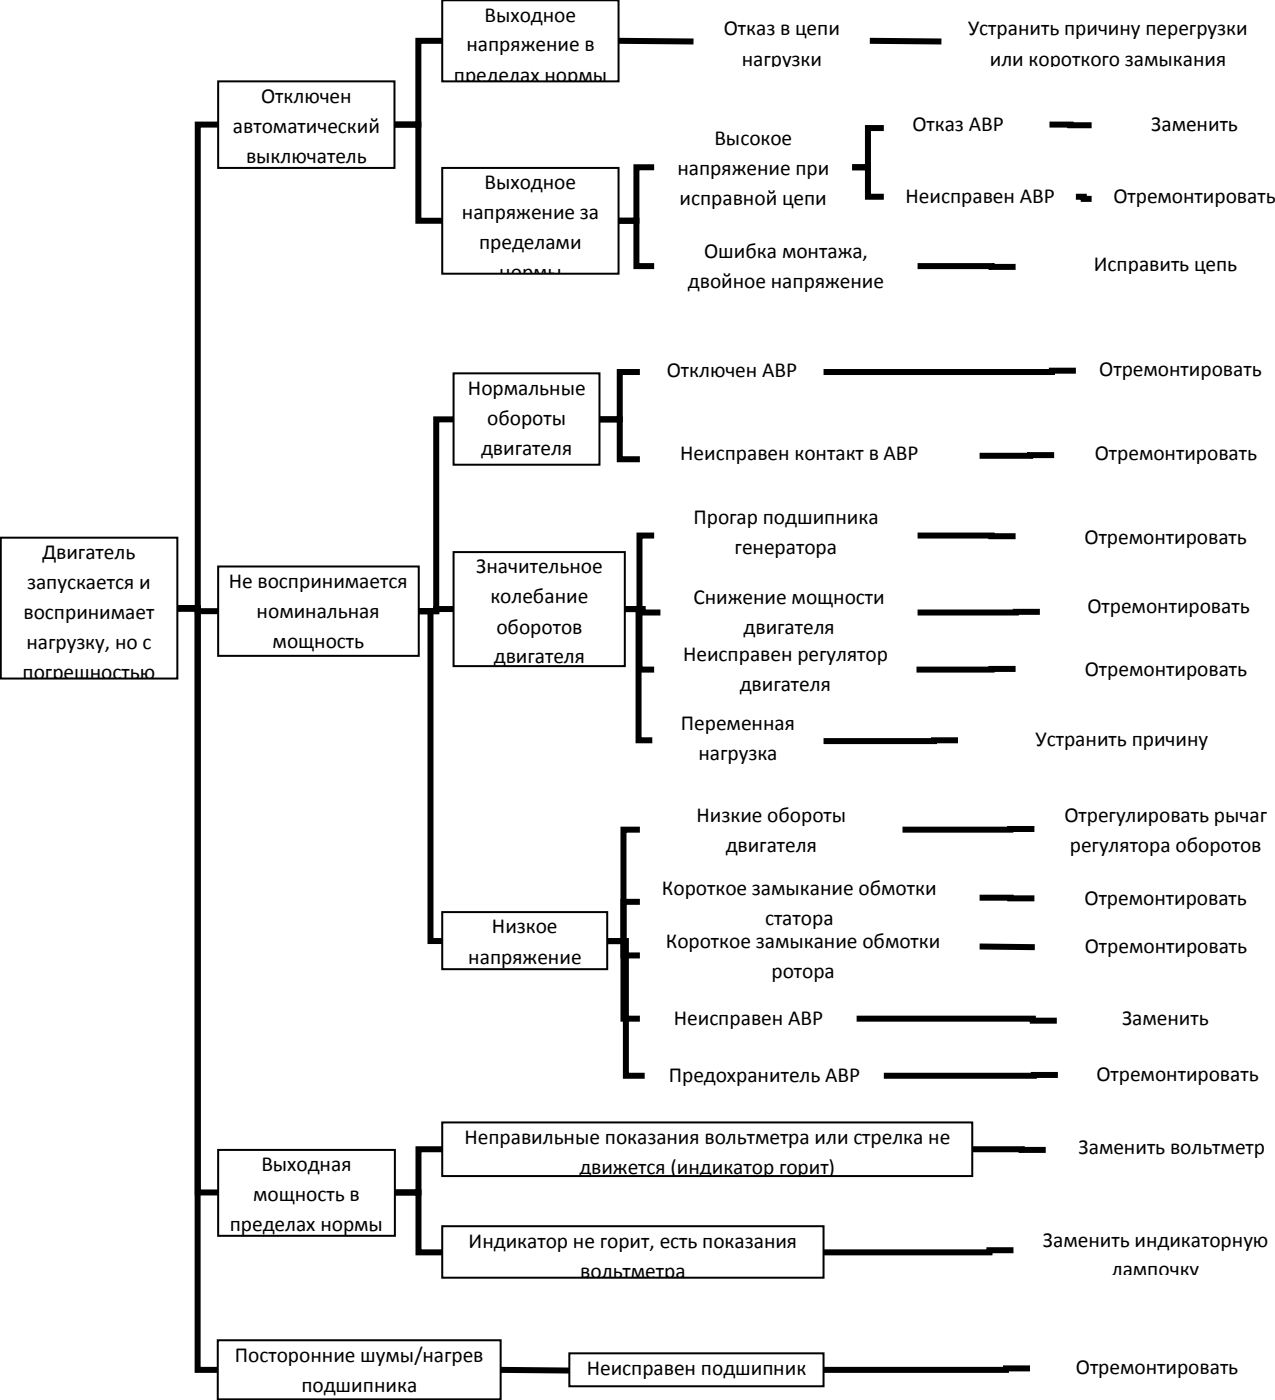 Выходное
напряжение в
пределах нормы
Отказ в цепи
нагрузки
Устранить причину перегрузки
или короткого замыкания
Отключен
автоматический
выключатель
Высокое
напряжение при
исправной цепи
Отказ АВР
Заменить
Неисправен АВР
Отремонтировать
Выходное
напряжение за
пределами
нормы
Ошибка монтажа,
двойное напряжение
Исправить цепь
Нормальные
обороты
двигателя
Отключен АВР
Отремонтировать
Неисправен контакт в АВР
Отремонтировать
Двигатель
запускается и
воспринимает
нагрузку, но с
погрешностью
Не воспринимается
номинальная
мощность
Значительное
колебание
оборотов
двигателя
Прогар подшипника
генератора
Отремонтировать
Снижение мощности
двигателя
Отремонтировать
Неисправен регулятор
двигателя
Отремонтировать
Переменная
нагрузка
Устранить причину
Низкое
напряжение
Низкие обороты
двигателя
Отрегулировать рычаг
регулятора оборотов
Короткое замыкание обмотки
статора
Отремонтировать
Короткое замыкание обмотки
ротора
Отремонтировать
Неисправен АВР
Заменить
Предохранитель АВР
Отремонтировать
Выходная
мощность в
пределах нормы
Неправильные показания вольтметра или стрелка не
движется (индикатор горит)
Заменить вольтметр
Индикатор не горит, есть показания
вольтметра
Заменить индикаторную
лампочку
Посторонние шумы/нагрев
подшипника
Неисправен подшипник
Отремонтировать